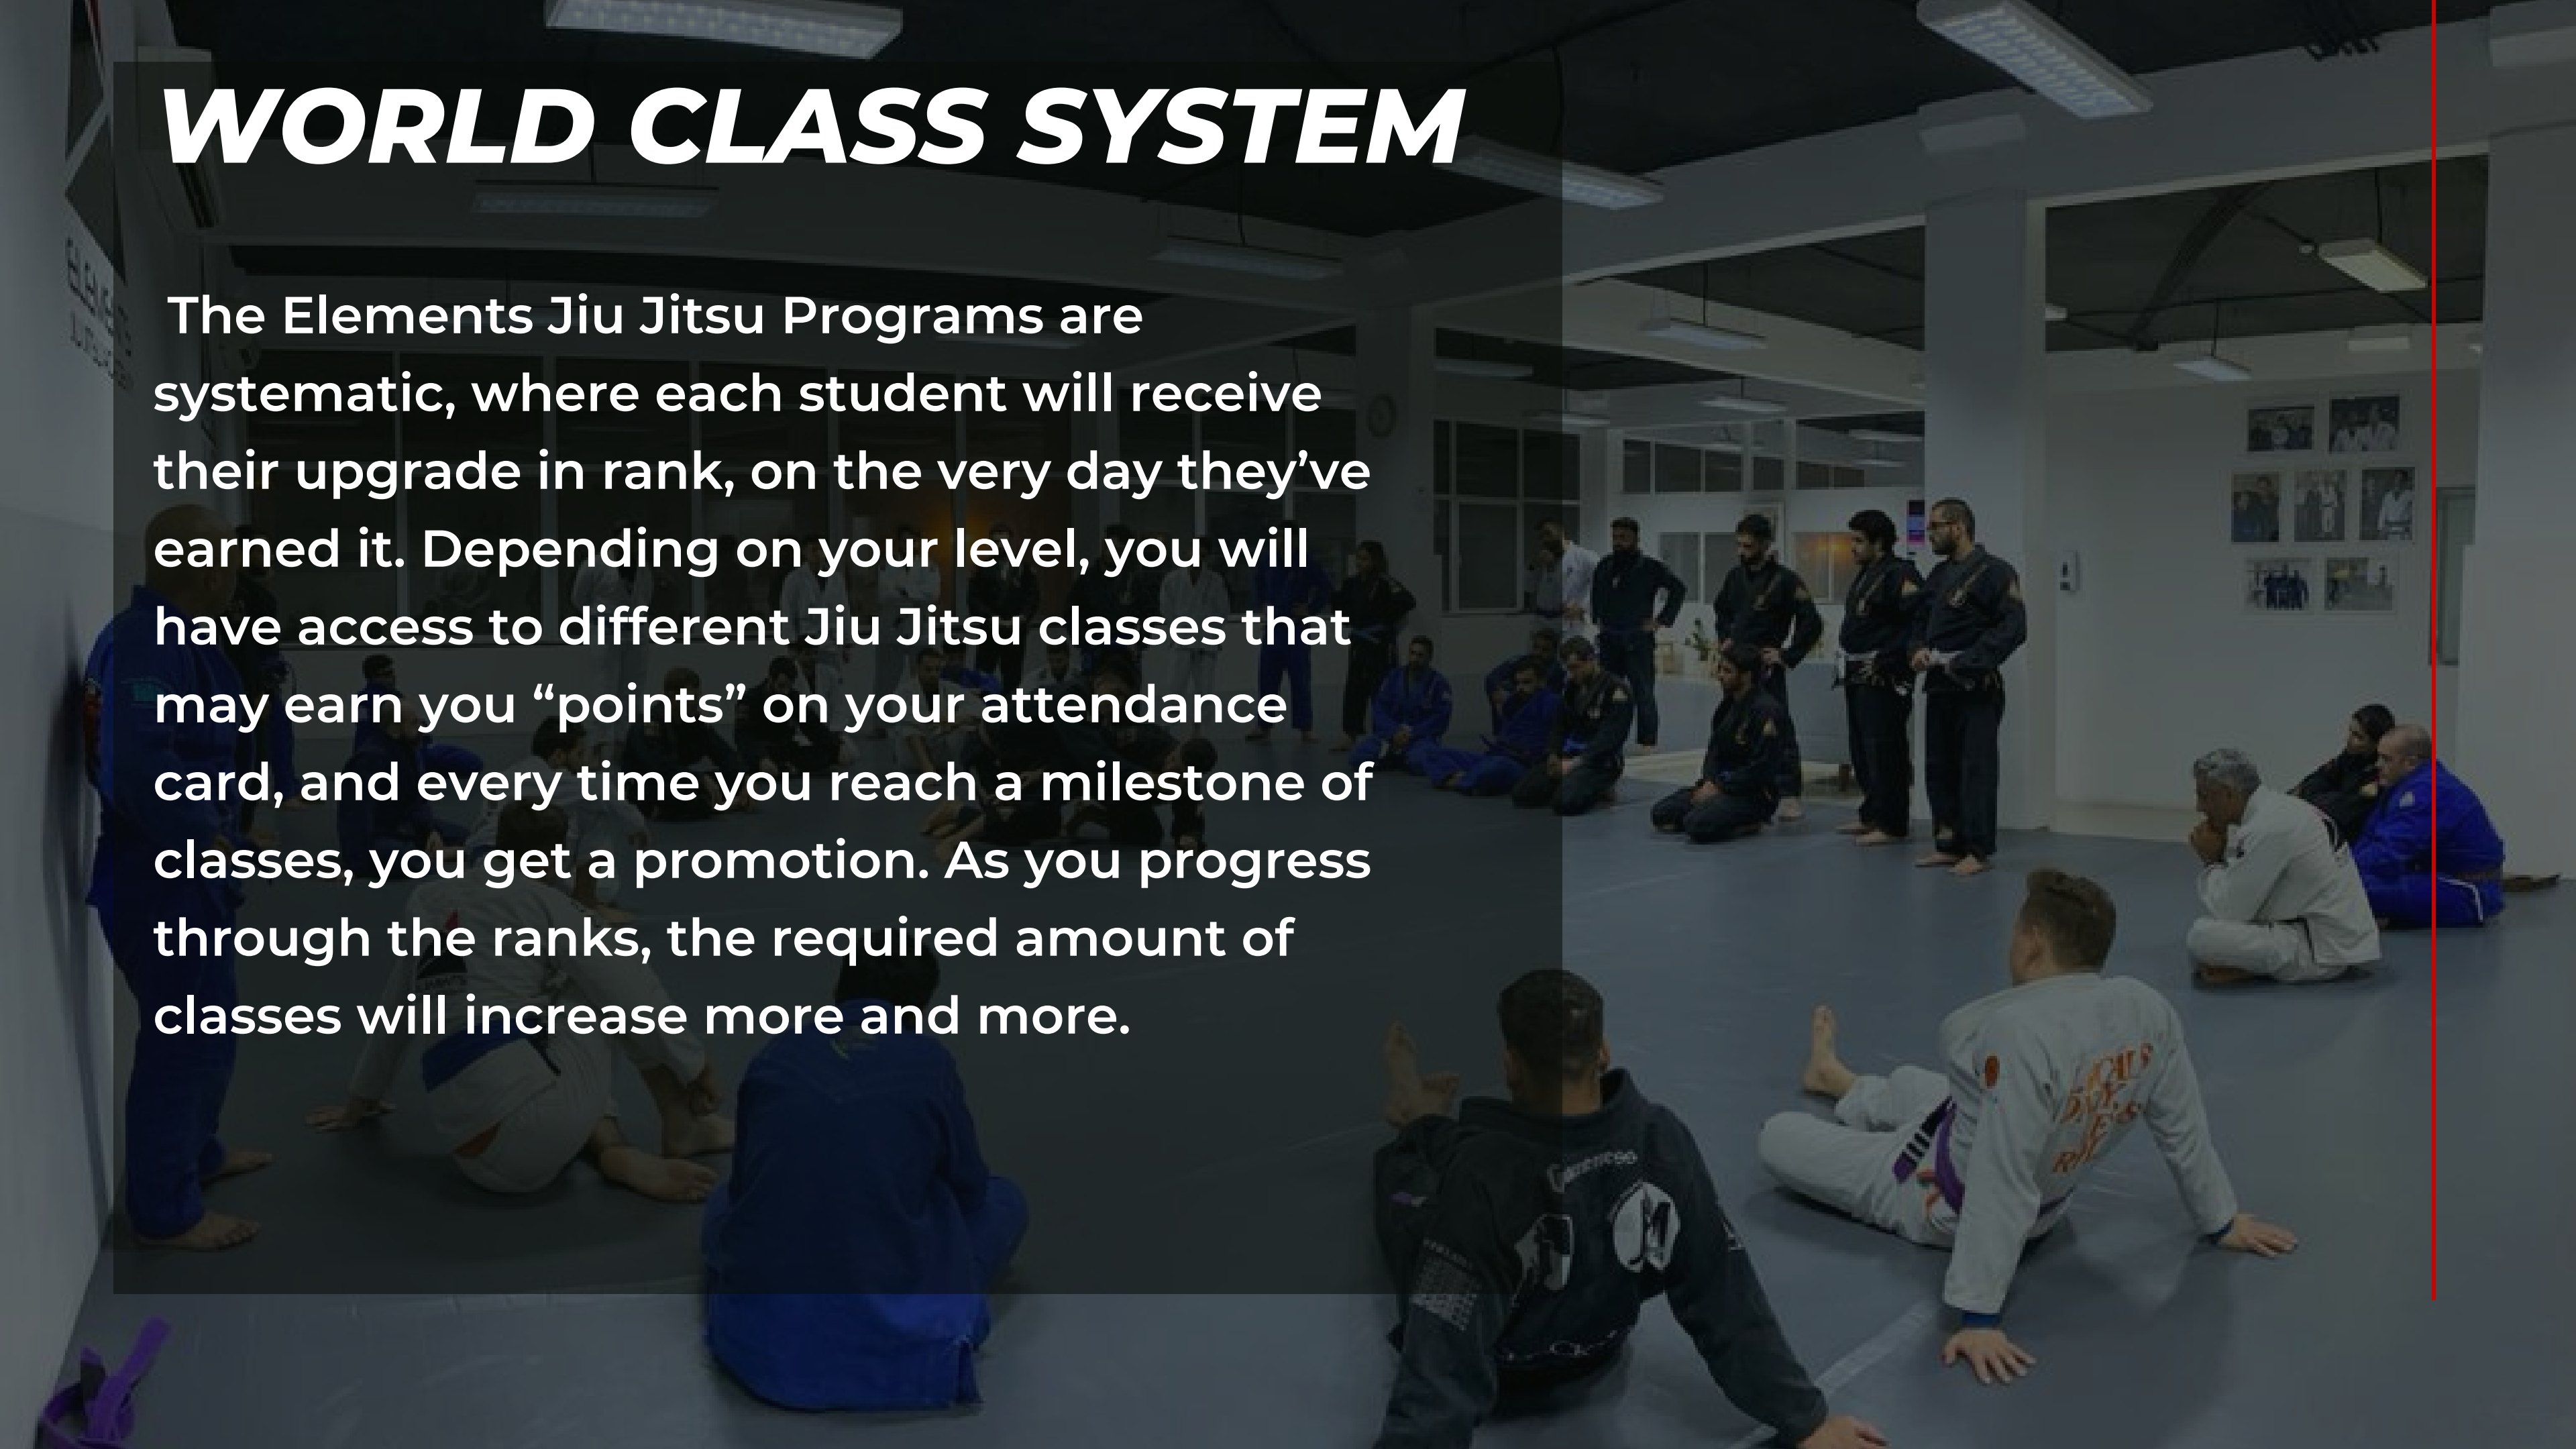 WORLD CLASS SYSTEM
The Elements Jiu Jitsu Programs are
systematic, where each student will receive
their upgrade in rank, on the very day they’ve
earned it. Depending on your level, you will
have access to different Jiu Jitsu classes that
may earn you “points” on your attendance
card, and every time you reach a milestone of
classes, you get a promotion. As you progress
through the ranks, the required amount of
classes will increase more and more.